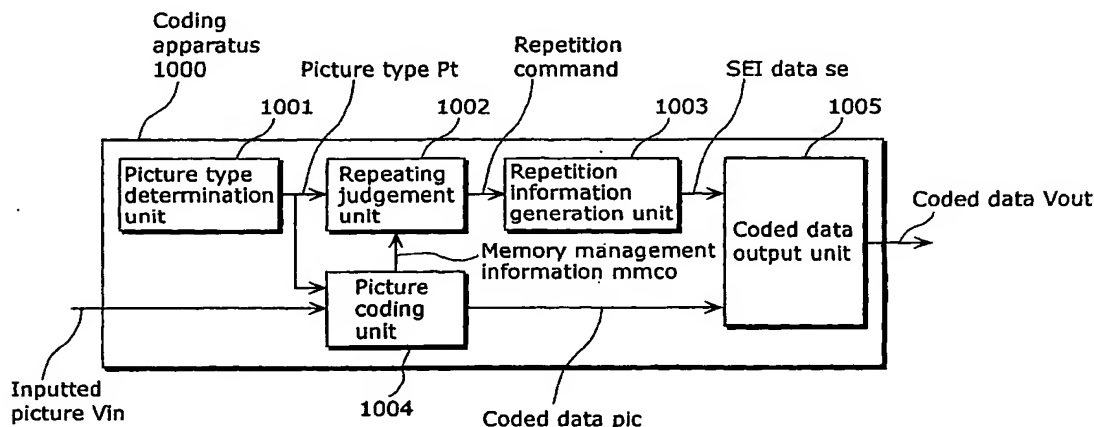 Coding
apparatus
1000
Picture type Pt
Repetition
command
SEI data se
1001
1002
1003
1005
Picture type
determination
unit
Repeating
judgement
unit
Repetition
information
generation unit
Coded data
output unit
Coded data Vout
Memory management
information mmco
Picture
coding
unit
Inputted
picture Vin
1004
Coded data pic